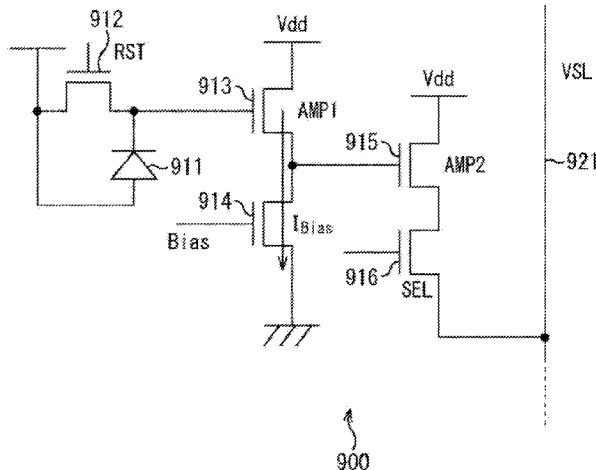 912
RST
Vdd
913
AMP1
911
914
Bias
IBias
Vdd
915
AMP2
916
SEL
VSL
921
900